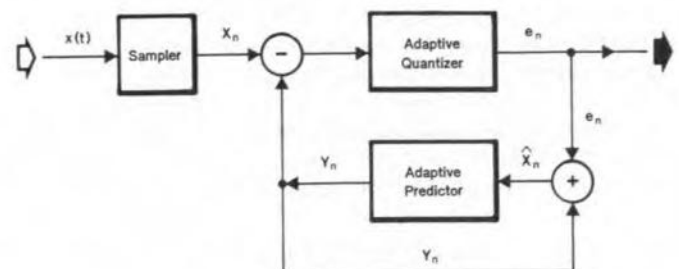 x(t)
Sampler
Xn
−
Adaptive
Quantizer
en
en
Yn
Adaptive
Predictor
X̂n
+
Yn